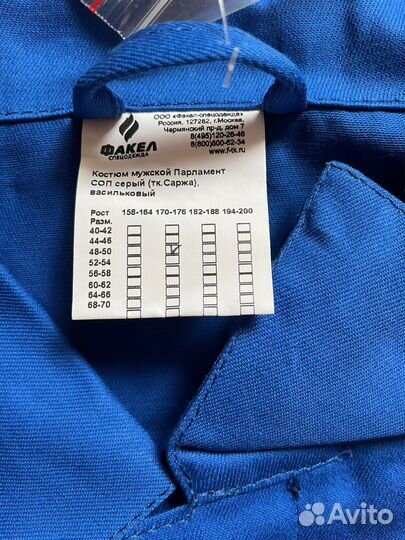 ФАКЕЛ
СПЕЦОДЕЖДА
ООО «Факел-спецодежда»
Россия, 127282, г.Москва,
Чермянский пр-д, дом 7
8(495)120-26-46
8(800)500-62-34
www.f-tk.ru
Костюм мужской Парламент
СОП серый (тк.Саржа),
васильковый
Рост 158-164 170-176 182-188 194-200
Разм.
40-42
44-46
48-50
52-54
56-58
60-62
64-66
68-70
Avito